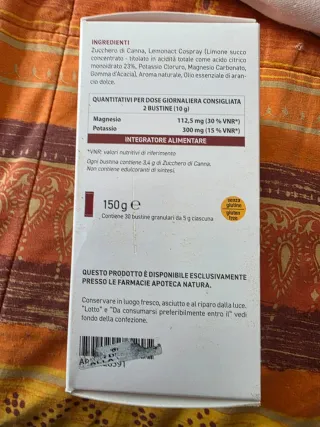 INGREDIENTI
Zucchero di Canna, Lemonact Cospray (Limone succo
concentrato - titolato in acidità totale come acido citrico
monoidrato 23%, Potassio Cloruro, Magnesio Carbonato,
Gomma d'Acacia), Aroma naturale, Olio essenziale di aran-
cio dolce.
QUANTITATIVI PER DOSE GIORNALIERA CONSIGLIATA
2 BUSTINE (10 g)
Magnesio 112,5 mg (30 % VNR*)
Potassio 300 mg (15 % VNR*)
INTEGRATORE ALIMENTARE
*VNR: valori nutritivi di riferimento
Ogni bustina contiene 3,4 g di Zucchero di Canna.
Non contiene edulcoranti di sintesi.
150 g e
Contiene 30 bustine granulari da 5 g ciascuna
senza
glutine
gluten
free
QUESTO PRODOTTO È DISPONIBILE ESCLUSIVAMENTE
PRESSO LE FARMACIE APOTECA NATURA.
Conservare in luogo fresco, asciutto e al riparo dalla luce.
"Lotto" e "Da consumarsi preferibilmente entro il" vedi
fondo della confezione.